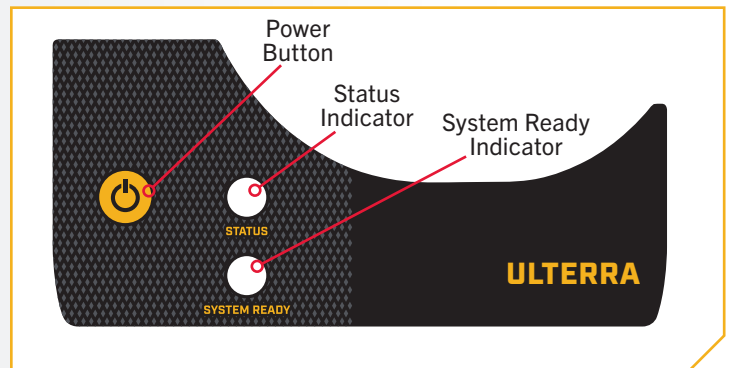 Power
Button
Status
Indicator
System Ready
Indicator
STATUS
SYSTEM READY
ULTERRA